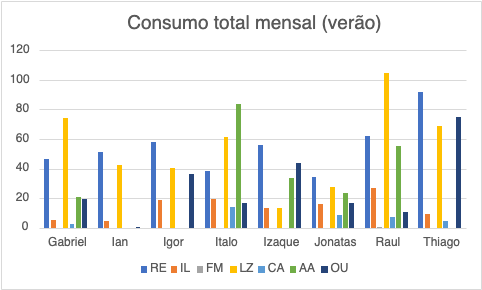 Consumo total mensal (verão)
120
100
80
60
40
20
0
Gabriel Ian Igor Italo Izaque Jonatas Raul Thiago
RE IL FM LZ CA AA OU